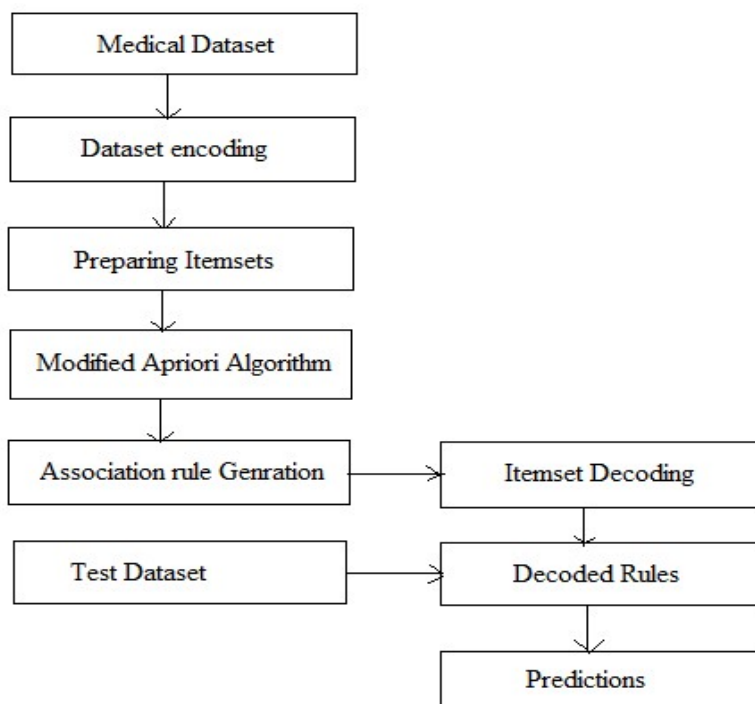 Medical Dataset
Dataset encoding
Preparing Itemsets
Modified Apriori Algorithm
Association rule Genration
Itemset Decoding
Test Dataset
Decoded Rules
Predictions